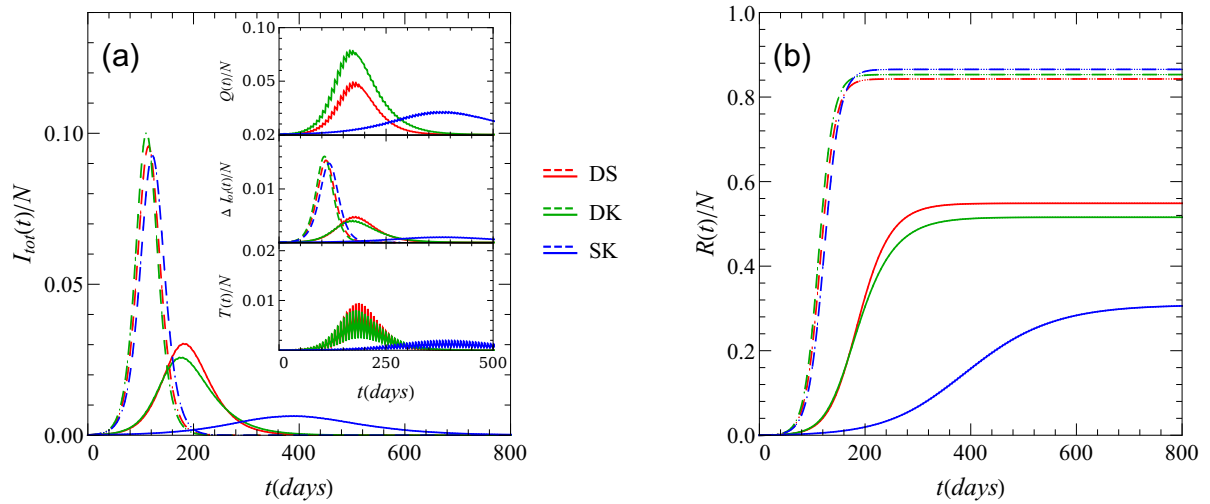 (a)
I_tot(t)/N
0.10
0.05
0.00
0 200 400 600 800
t(days)
Q(t)/N
0.10
0.05
0.02
Δ I_tot(t)/N
0.01
0.02
T(t)/N
0.01
0 250 500
t(days)
DS
DK
SK
(b)
R(t)/N
1.0
0.8
0.6
0.4
0.2
0.0
0 200 400 600 800
t(days)